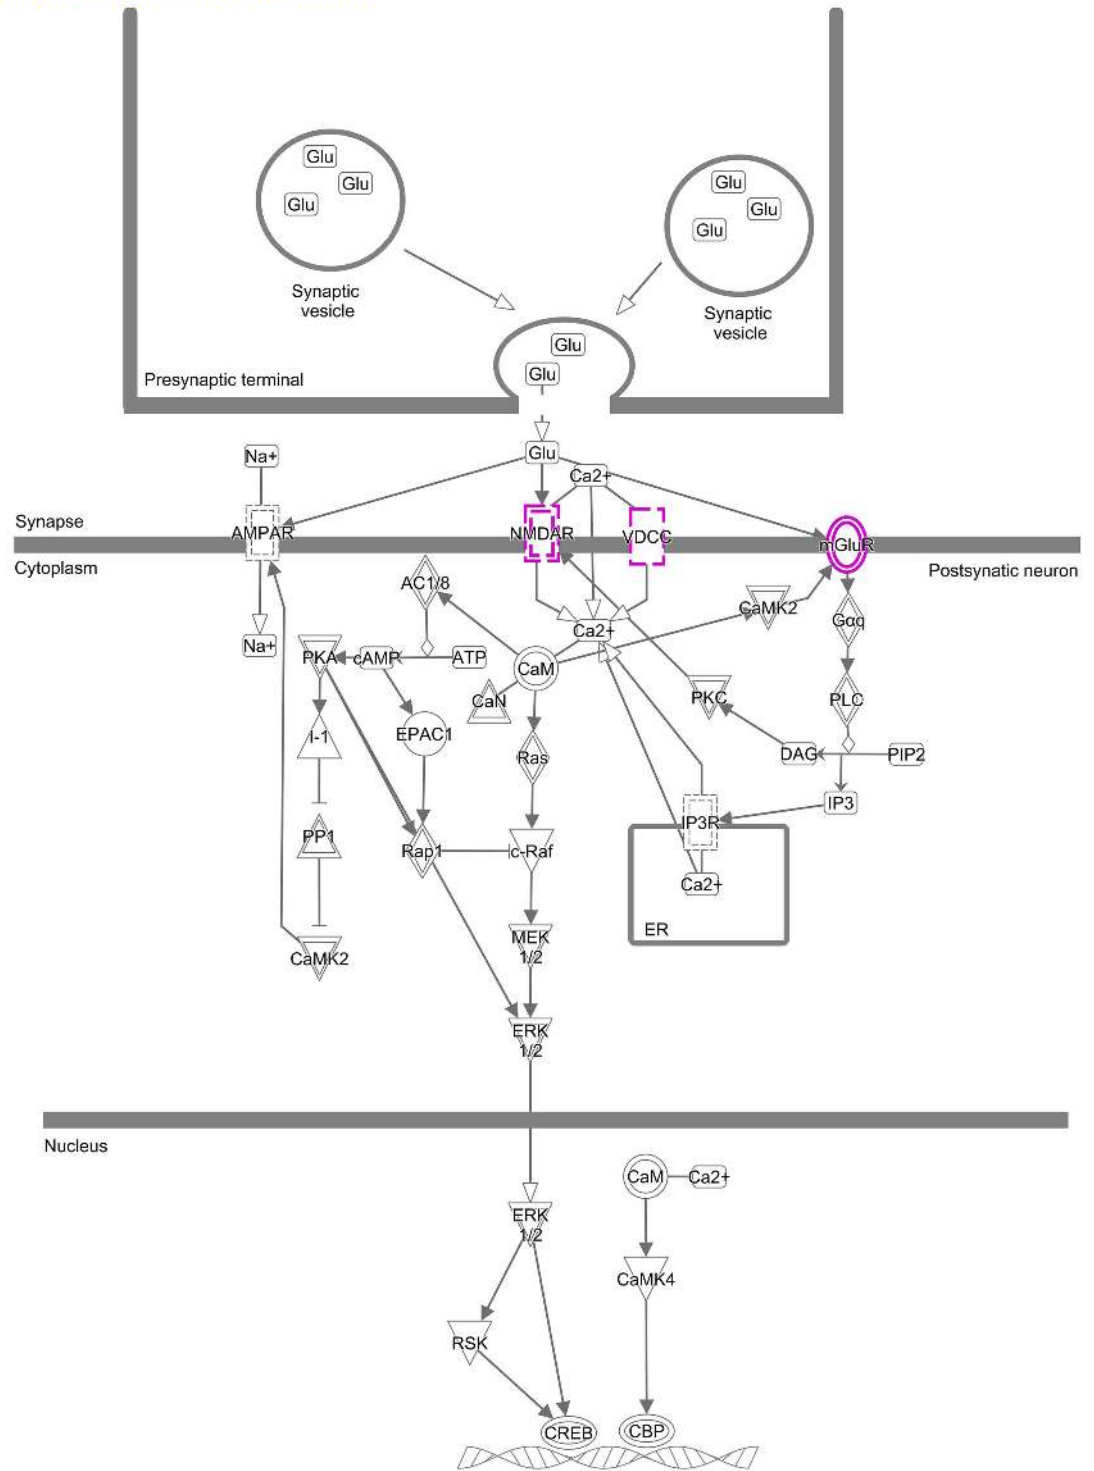 Glu
Glu
Glu
Glu
Glu
Glu
Synaptic
vesicle
Synaptic
vesicle
Glu
Glu
Presynaptic terminal
Glu
Na+
Ca2+
Synapse
AMPAR
NMDAR
VDCC
mGluR
Cytoplasm
Postsynatic neuron
AC1/8
CaMK2
Gαq
Ca2+
Na+
PKA
cAMP
ATP
CaM
CaN
PKC
PLC
I-1
EPAC1
Ras
DAG
PIP2
IP3
IP3R
PP1
Rap1
c-Raf
Ca2+
ER
CaMK2
MEK
1/2
ERK
1/2
Nucleus
CaM
Ca2+
ERK
1/2
CaMK4
RSK
CREB
CBP